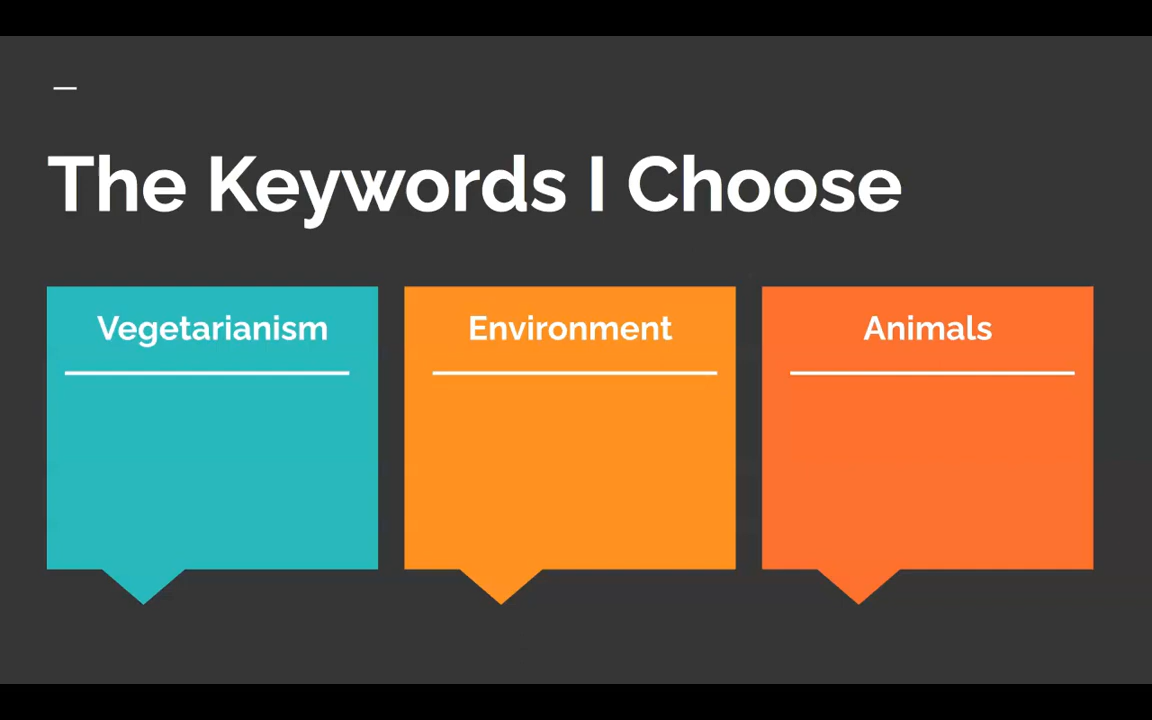 The Keywords I Choose
Vegetarianism
Environment
Animals